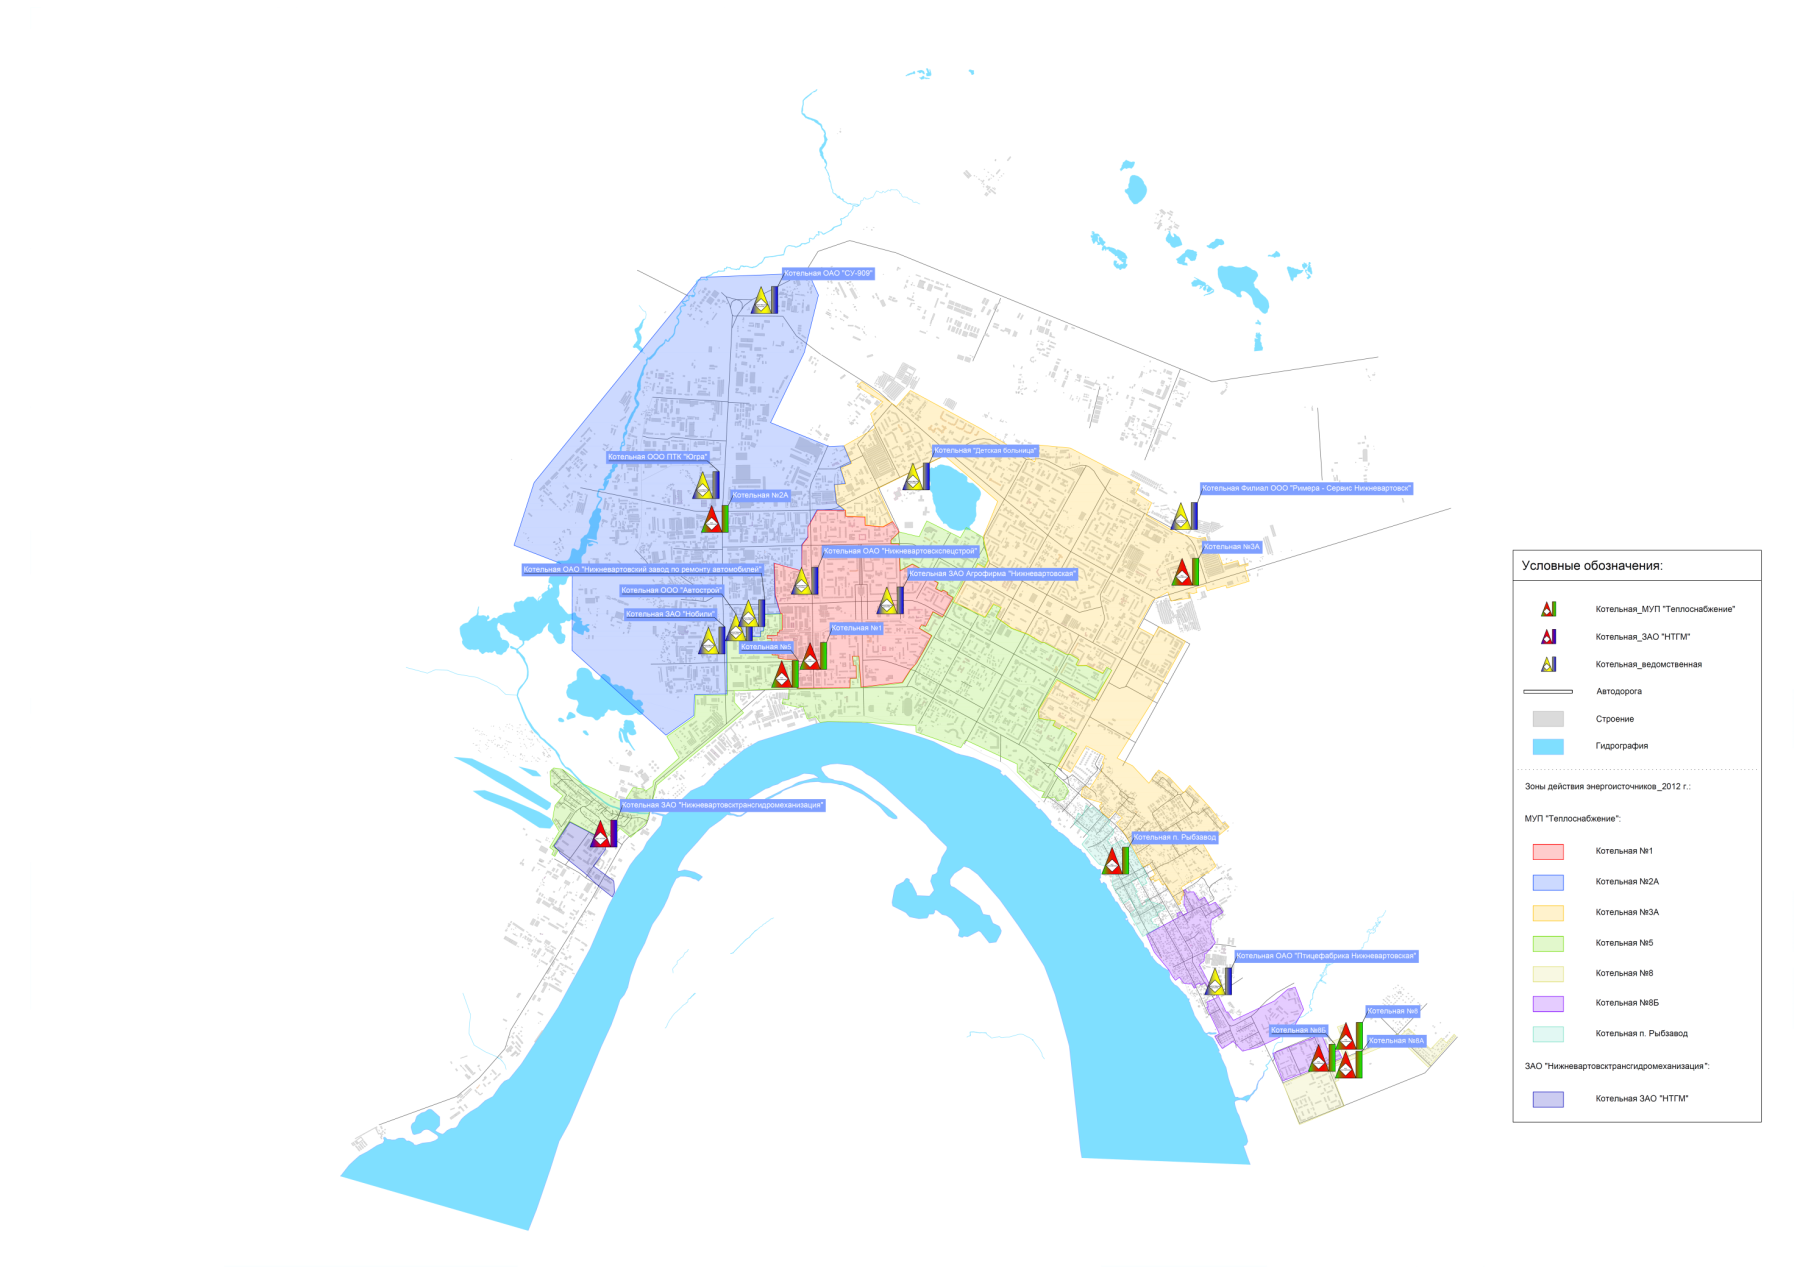 Котельная ОАО "СУ-909"
Котельная "Детская больница"
Котельная ООО ПТК "Югра"
Котельная №2А
Котельная Филиал ООО "Римера - Сервис Нижневартовск"
Котельная №3А
Котельная ОАО "Нижневартовскспецстрой"
Котельная ОАО "Нижневартовский завод по ремонту автомобилей"
Котельная ЗАО Агрофирма "Нижневартовская"
Котельная ООО "Автострой"
Котельная ЗАО "Нобили"
Котельная №1
Котельная №5
Котельная ЗАО "Нижневартовсктрансгидромеханизация"
Котельная п. Рыбзавод
Котельная ОАО "Птицефабрика Нижневартовская"
Котельная №8
Котельная №8Б
Котельная №8А
Условные обозначения:
Котельная_МУП "Теплоснабжение"
Котельная_ЗАО "НТГМ"
Котельная_ведомственная
Автодорога
Строение
Гидрография
Зоны действия энергоисточников_2012 г.:
МУП "Теплоснабжение":
Котельная №1
Котельная №2А
Котельная №3А
Котельная №5
Котельная №8
Котельная №8Б
Котельная п. Рыбзавод
ЗАО "Нижневартовсктрансгидромеханизация":
Котельная ЗАО "НТГМ"